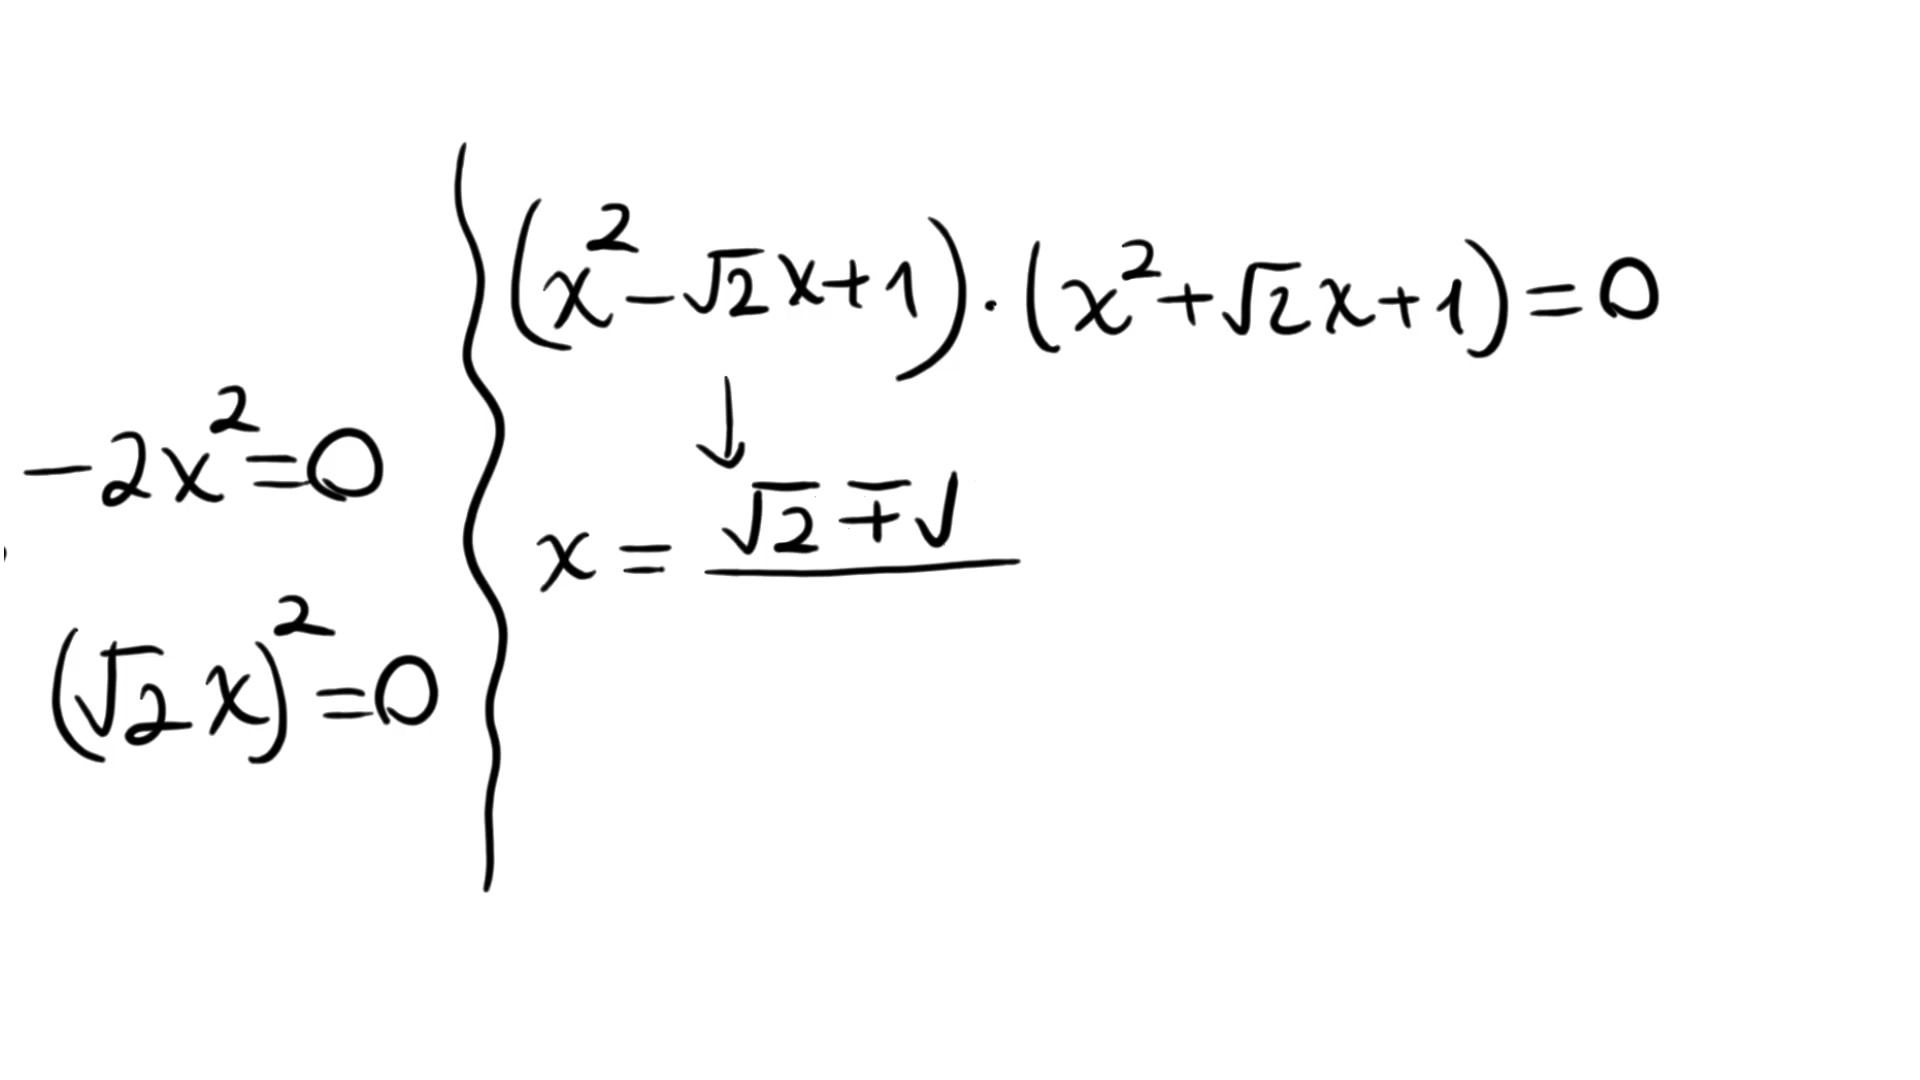 -2x²=0
(√2x)²=0
(x²-√2x+1)·(x²+√2x+1)=0
↓
x=√2∓√